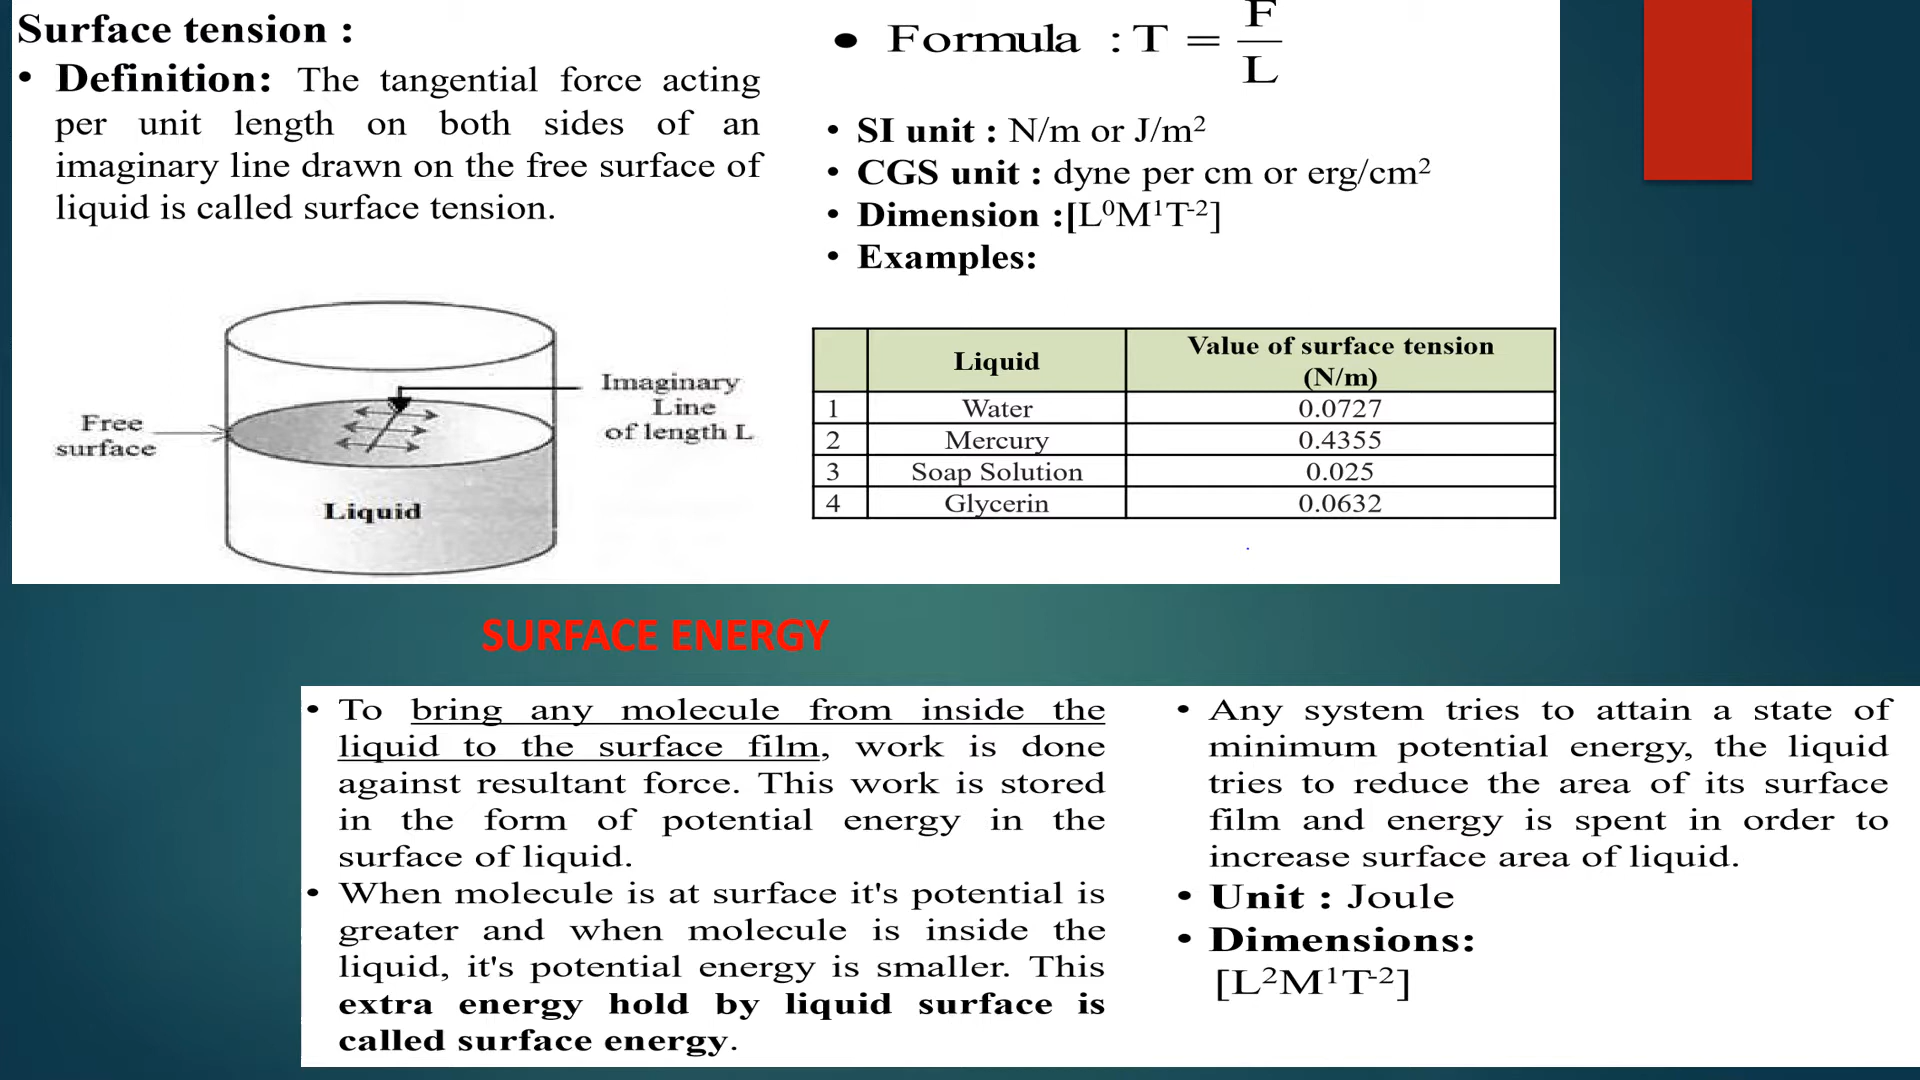 Surface tension :
• Definition: The tangential force acting
per unit length on both sides of an
imaginary line drawn on the free surface of
liquid is called surface tension.
Free
surface
Imaginary
Line
of length L
Liquid
• Formula : T = F/L
• SI unit : N/m or J/m²
• CGS unit : dyne per cm or erg/cm²
• Dimension :[L⁰M¹T⁻²]
• Examples:
Liquid Value of surface tension
(N/m)
1 Water 0.0727
2 Mercury 0.4355
3 Soap Solution 0.025
4 Glycerin 0.0632
SURFACE ENERGY
• To bring any molecule from inside the
liquid to the surface film, work is done
against resultant force. This work is stored
in the form of potential energy in the
surface of liquid.
• When molecule is at surface it's potential is
greater and when molecule is inside the
liquid, it's potential energy is smaller. This
extra energy hold by liquid surface is
called surface energy.
• Any system tries to attain a state of
minimum potential energy, the liquid
tries to reduce the area of its surface
film and energy is spent in order to
increase surface area of liquid.
• Unit : Joule
• Dimensions:
[L²M¹T⁻²]